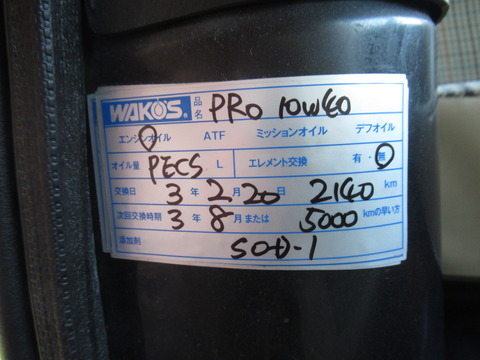 WAKO'S 品名 PRO 10W40
エンジンオイル ATF ミッションオイル デフオイル
オイル量 PECS L エレメント交換 有・無
交換日 3年2月20日 2140 km
次回交換時期 3年8月または 5000 kmの早い方
添加剤 SOD-1